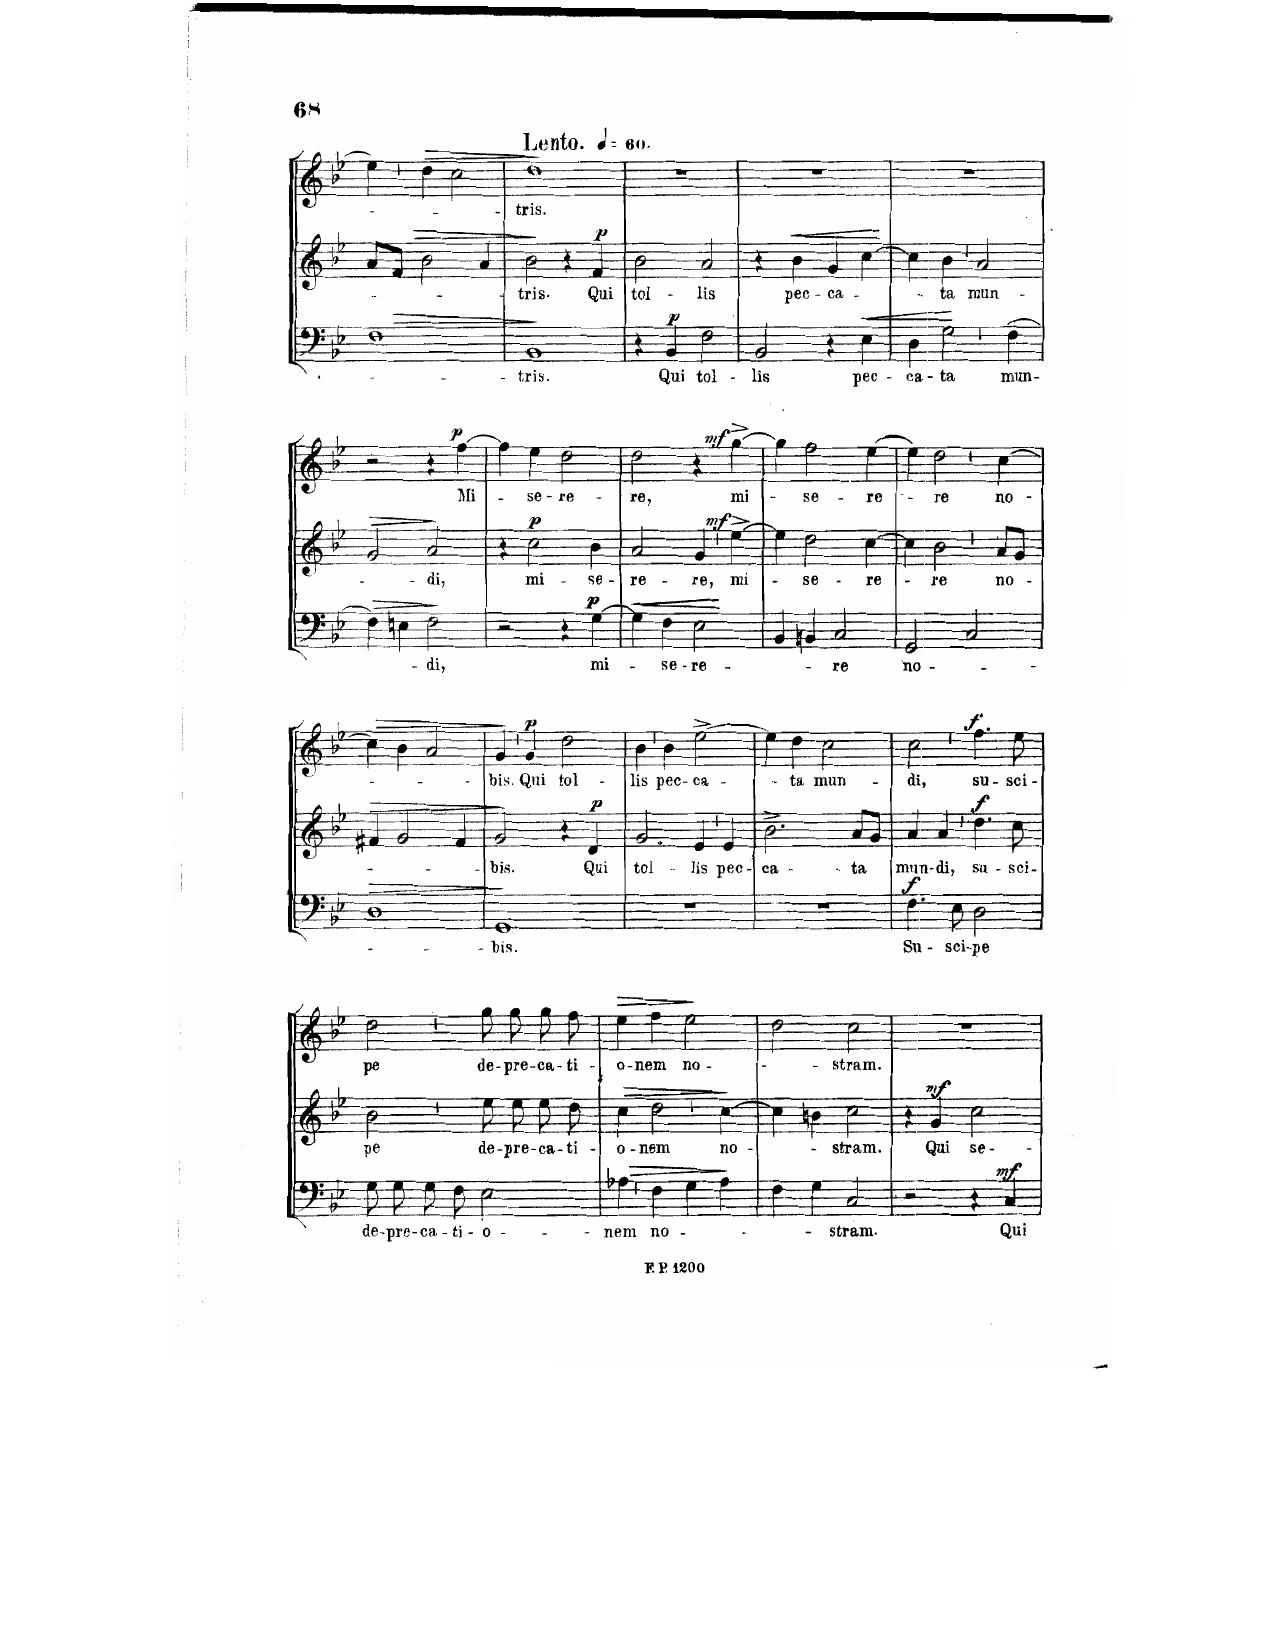 68
Lento. ♩= 60.
- - - tris.
p
- - - tris. Qui tol - lis pec - ca - - ta mun -
p
- - - tris. Qui tol - lis pec - ca - ta mun -
p mf
Mi - se - re - re, mi - se - re - re no -
p mf
- - di, mi - se - re - re, mi - se - re - re no -
p
- di, mi - se - re - - re no - - -
p
- - - bis. Qui tol - lis pec - ca - - ta mun - di, su - sci -
f
p f
- - - bis. Qui tol - lis pec - ca - - ta mun - di, su - sci -
f
- - - bis. Su - sci - pe
pe de - pre - ca - ti - o - nem no - - - stram.
mf
pe de - pre - ca - ti - o - nem no - - stram. Qui se -
mf
de - pre - ca - ti - o - - - nem no - - - stram. Qui
F. P. 1200